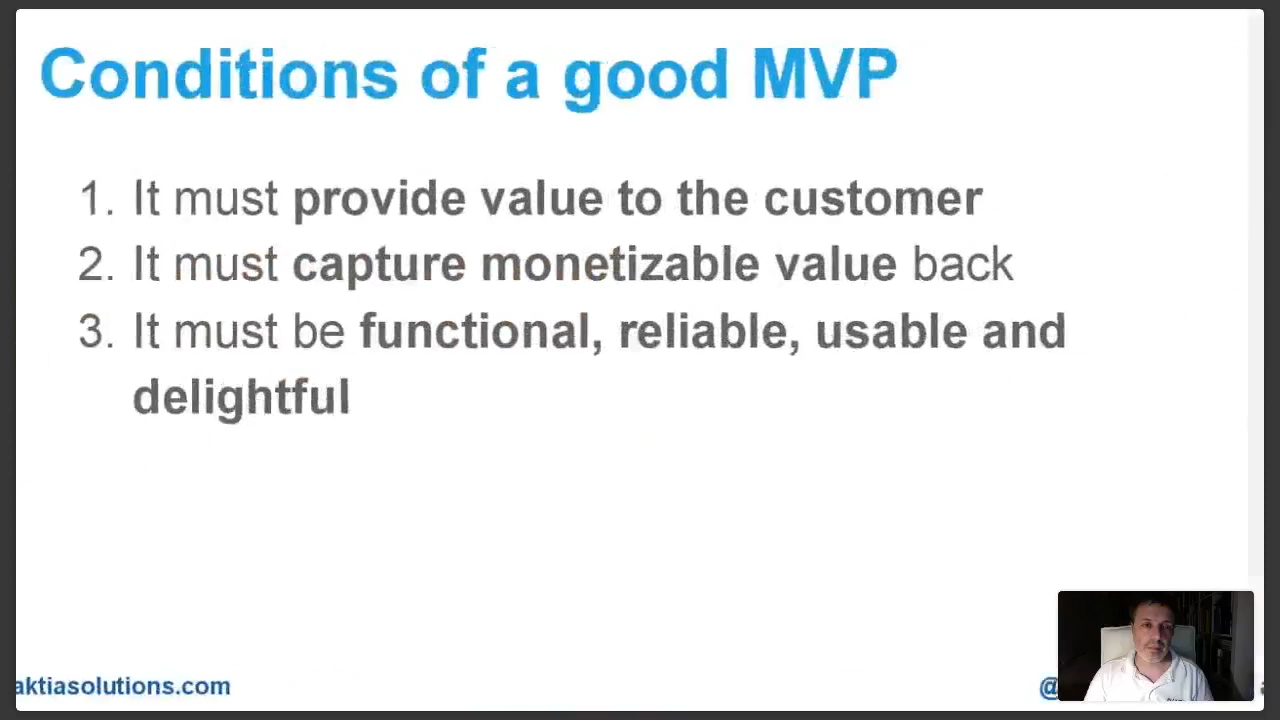 Conditions of a good MVP
1. It must provide value to the customer
2. It must capture monetizable value back
3. It must be functional, reliable, usable and
delightful
aktiasolutions.com
@